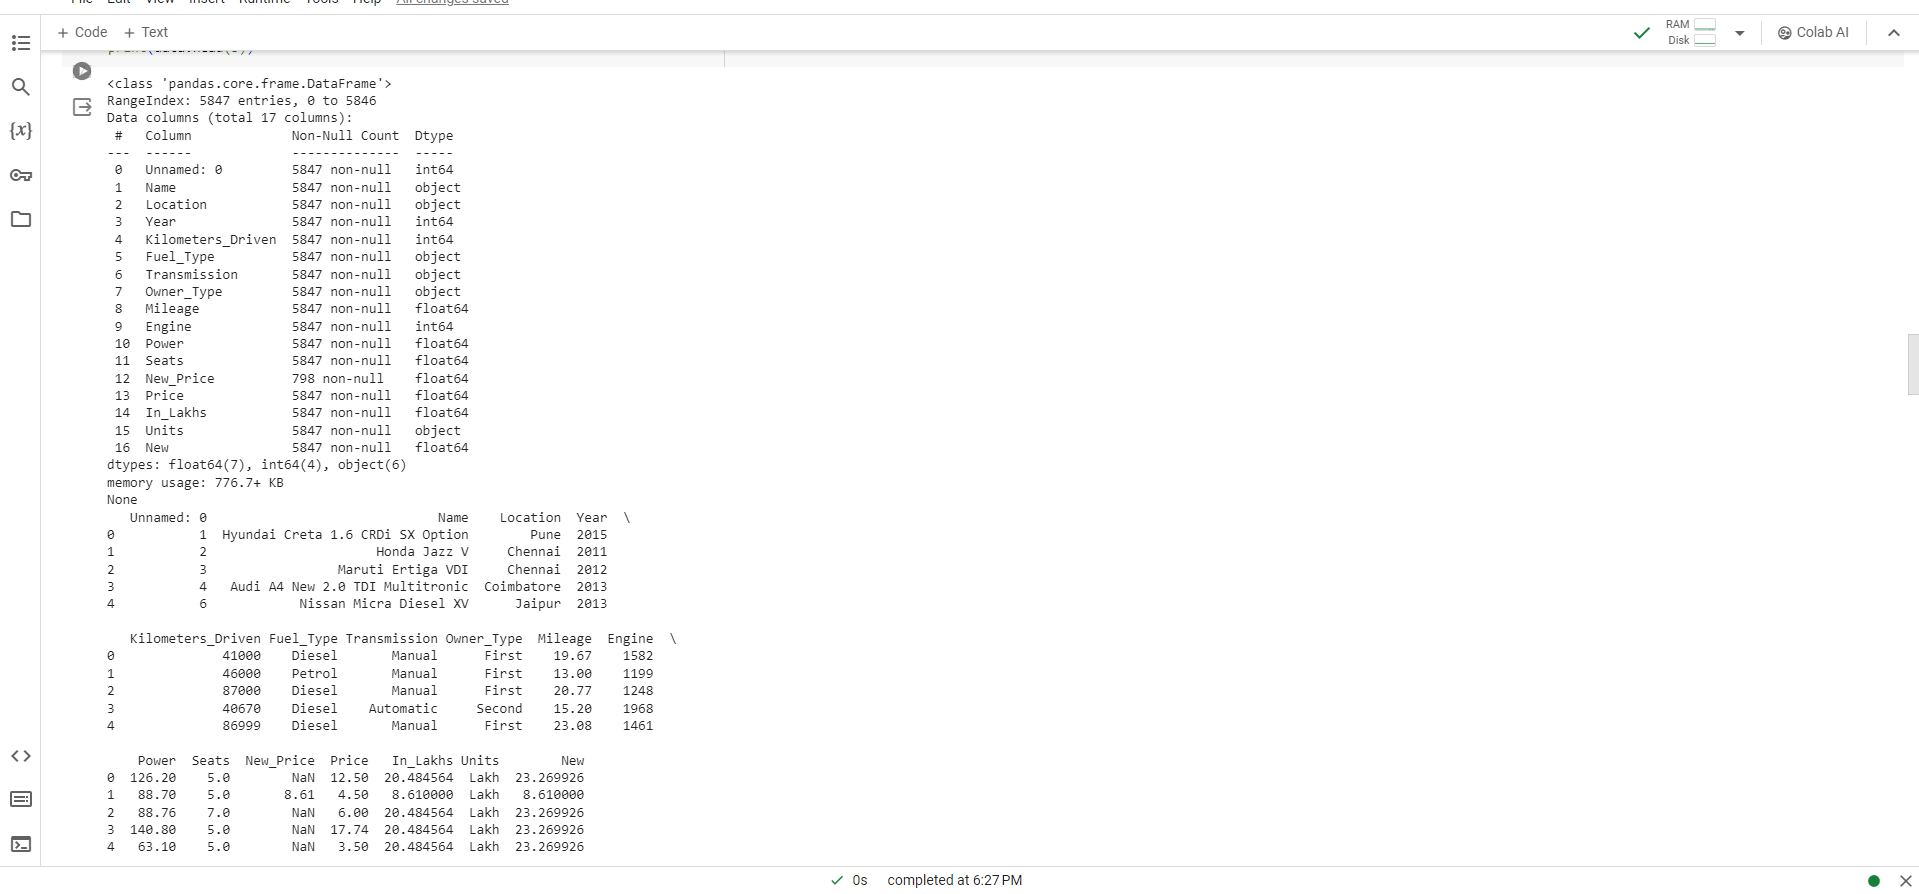 File Edit View Insert Runtime Tools Help All changes saved
+ Code + Text
RAM
Disk
Colab AI
<class 'pandas.core.frame.DataFrame'>
RangeIndex: 5847 entries, 0 to 5846
Data columns (total 17 columns):
 #   Column             Non-Null Count  Dtype
---  ------             --------------  -----
 0   Unnamed: 0         5847 non-null   int64
 1   Name               5847 non-null   object
 2   Location           5847 non-null   object
 3   Year               5847 non-null   int64
 4   Kilometers_Driven  5847 non-null   int64
 5   Fuel_Type          5847 non-null   object
 6   Transmission       5847 non-null   object
 7   Owner_Type         5847 non-null   object
 8   Mileage            5847 non-null   float64
 9   Engine             5847 non-null   int64
 10  Power              5847 non-null   float64
 11  Seats              5847 non-null   float64
 12  New_Price          798 non-null    float64
 13  Price              5847 non-null   float64
 14  In_Lakhs           5847 non-null   float64
 15  Units              5847 non-null   object
 16  New                5847 non-null   float64
dtypes: float64(7), int64(4), object(6)
memory usage: 776.7+ KB
None
   Unnamed: 0                              Name    Location  Year  \
0           1  Hyundai Creta 1.6 CRDi SX Option        Pune  2015
1           2                      Honda Jazz V     Chennai  2011
2           3                 Maruti Ertiga VDI     Chennai  2012
3           4   Audi A4 New 2.0 TDI Multitronic  Coimbatore  2013
4           6            Nissan Micra Diesel XV      Jaipur  2013
   Kilometers_Driven Fuel_Type Transmission Owner_Type  Mileage  Engine  \
0              41000    Diesel       Manual      First    19.67    1582
1              46000    Petrol       Manual      First    13.00    1199
2              87000    Diesel       Manual      First    20.77    1248
3              40670    Diesel    Automatic     Second    15.20    1968
4              86999    Diesel       Manual      First    23.08    1461
    Power  Seats  New_Price  Price   In_Lakhs Units        New
0  126.20    5.0        NaN  12.50  20.484564  Lakh  23.269926
1   88.70    5.0       8.61   4.50   8.610000  Lakh   8.610000
2   88.76    7.0        NaN   6.00  20.484564  Lakh  23.269926
3  140.80    5.0        NaN  17.74  20.484564  Lakh  23.269926
4   63.10    5.0        NaN   3.50  20.484564  Lakh  23.269926
0s completed at 6:27 PM